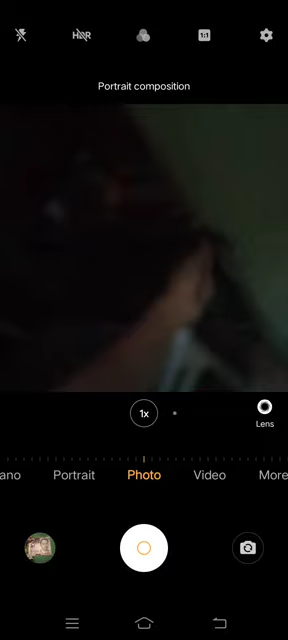 HDR
1:1
Portrait composition
1x
Lens
ano Portrait Photo Video More